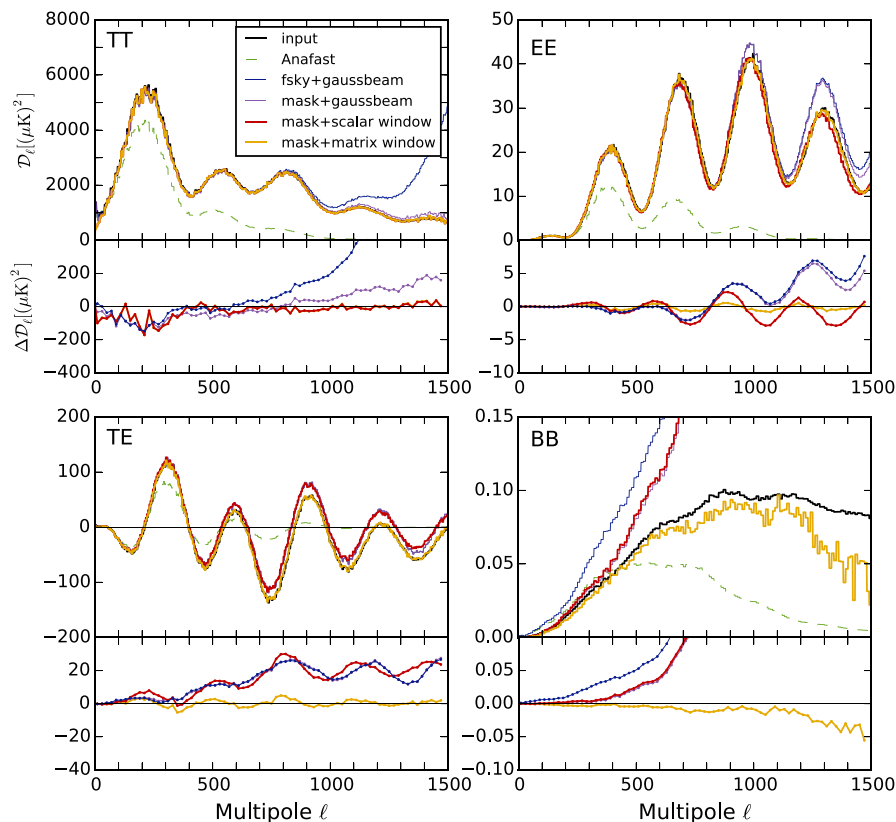 TT
input
Anafast
fsky+gaussbeam
mask+gaussbeam
mask+scalar window
mask+matrix window
8000
6000
4000
2000
0
𝒟ℓ[(μK)²]
200
0
−200
−400
Δ𝒟ℓ[(μK)²]
0 500 1000 1500
EE
50
40
30
20
10
0
5
0
−5
−10
0 500 1000 1500
TE
200
100
0
−100
−200
20
0
−20
−40
0 500 1000 1500
Multipole ℓ
BB
0.15
0.10
0.05
0.00
0.05
0.00
−0.05
−0.10
0 500 1000 1500
Multipole ℓ